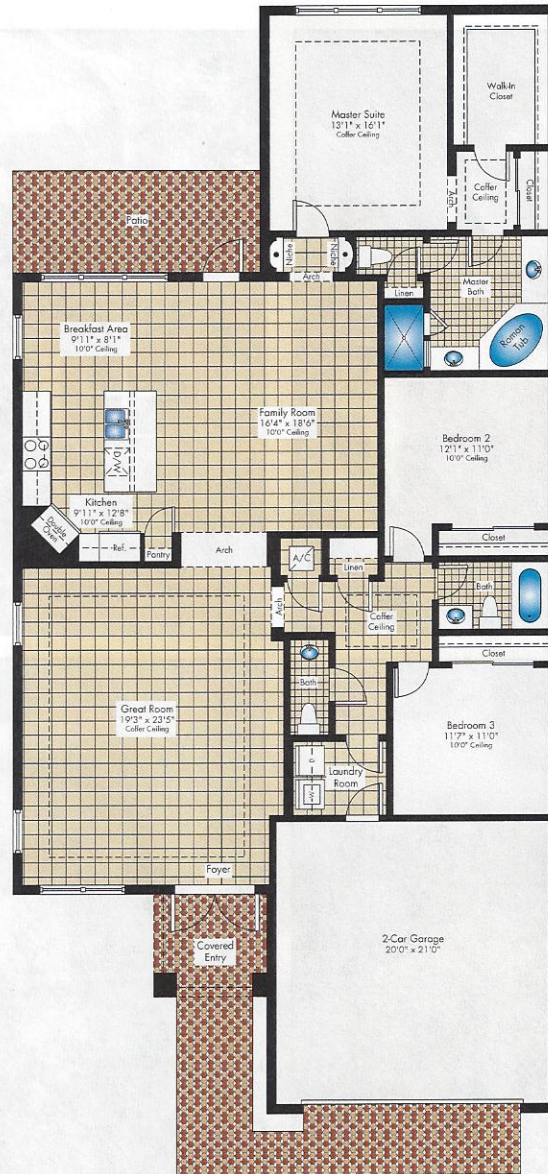 Master Suite
13'1" x 16'1"
Coffer Ceiling
Walk-In
Closet
Arch
Coffer
Ceiling
Closet
Patio
Niche
Niche
Arch
Linen
Master
Bath
Roman
Tub
Breakfast Area
9'11" x 8'1"
10'0" Ceiling
Family Room
16'4" x 18'6"
10'0" Ceiling
D/W
Bedroom 2
12'1" x 11'0"
10'0" Ceiling
Kitchen
9'11" x 12'8"
10'0" Ceiling
Double
Oven
Ref.
Pantry
Arch
A/C
Linen
Closet
Arch
Coffer
Ceiling
Bath
Closet
Bath
Great Room
19'3" x 23'5"
Coffer Ceiling
Bedroom 3
11'7" x 11'0"
10'0" Ceiling
D
W
Laundry
Room
Foyer
Covered
Entry
2-Car Garage
20'0" x 21'0"